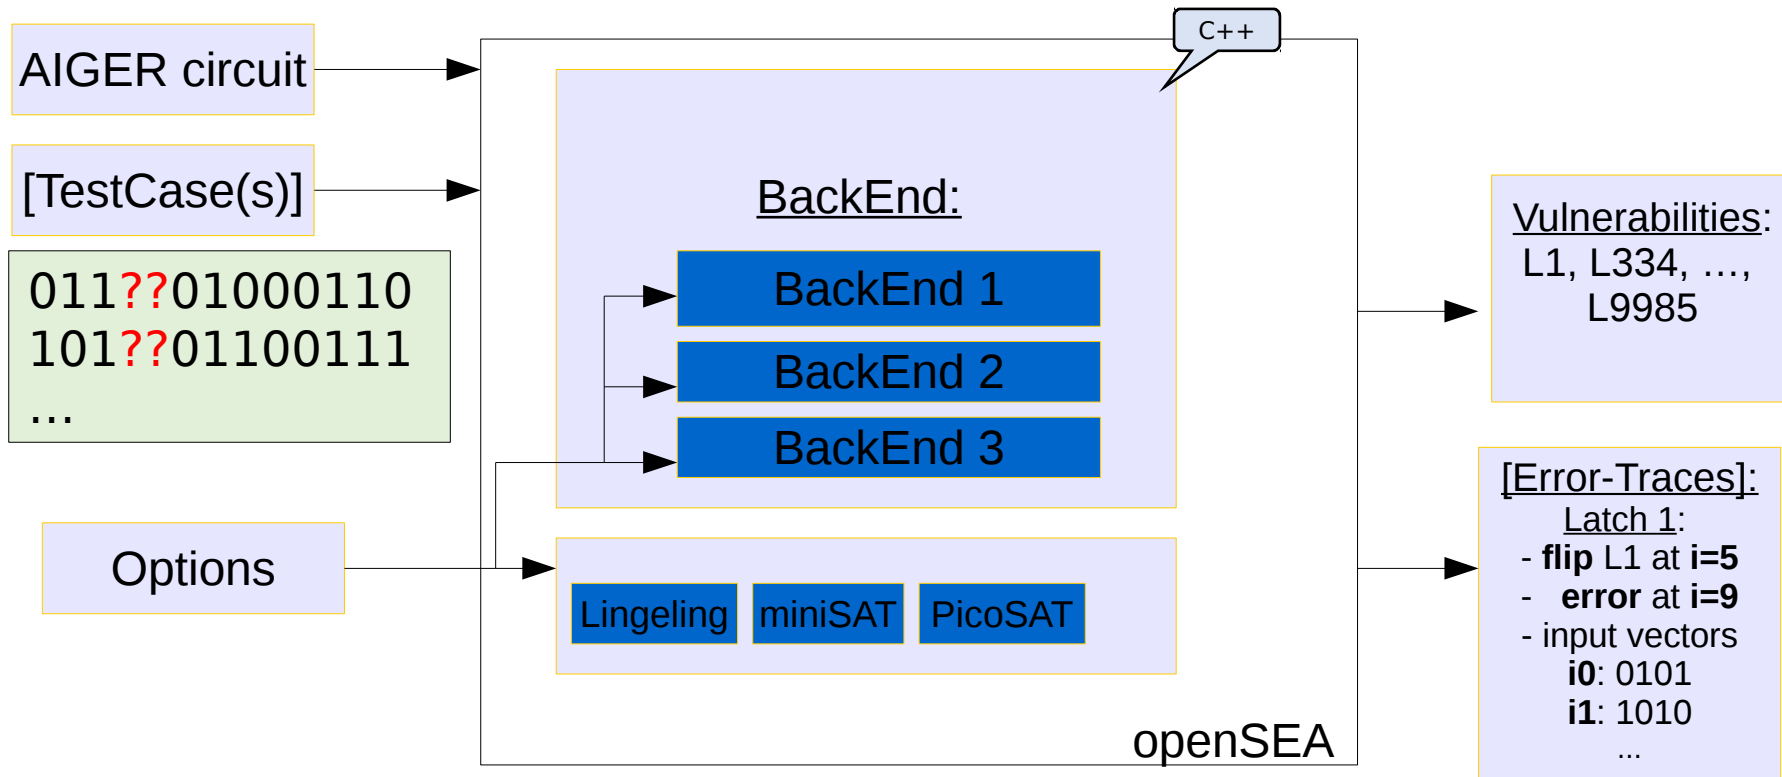 C++
AIGER circuit
[TestCase(s)]
011??01000110
101??01100111
...
Options
BackEnd:
BackEnd 1
BackEnd 2
BackEnd 3
Lingeling
miniSAT
PicoSAT
openSEA
Vulnerabilities:
L1, L334, ...,
L9985
[Error-Traces]:
Latch 1:
- flip L1 at i=5
- error at i=9
- input vectors
i0: 0101
i1: 1010
...